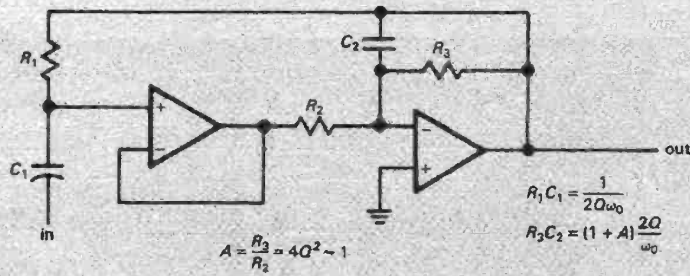 C₂
R₁
R₃
R₂
+
−
−
+
C₁
out
in
R₁C₁ = 1/2Qω₀
A = R₃/R₂ = 4Q² − 1
R₃C₂ = (1 + A) 2Q/ω₀